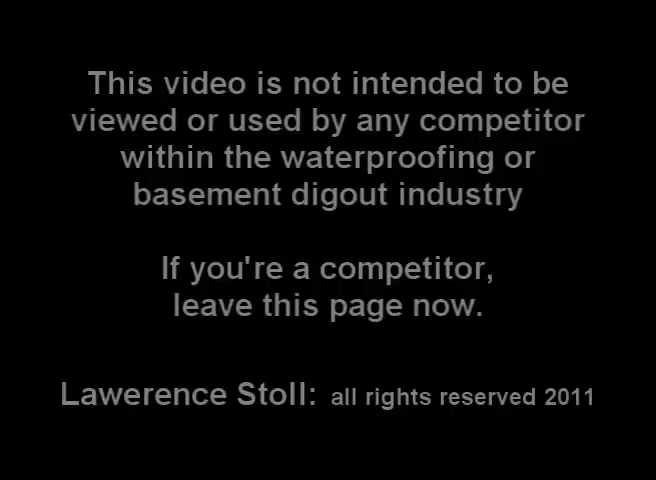 This video is not intended to be
viewed or used by any competitor
within the waterproofing or
basement digout industry
If you're a competitor,
leave this page now.
Lawerence Stoll: all rights reserved 2011